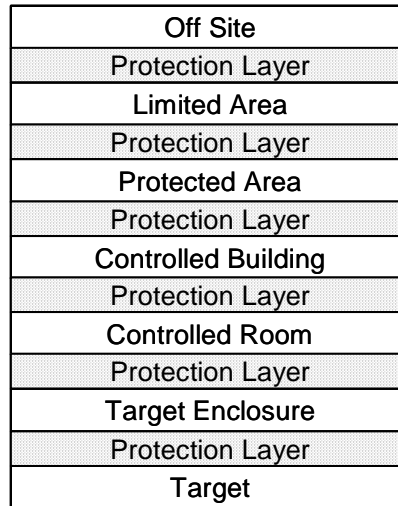 Off Site
Protection Layer
Limited Area
Protection Layer
Protected Area
Protection Layer
Controlled Building
Protection Layer
Controlled Room
Protection Layer
Target Enclosure
Protection Layer
Target